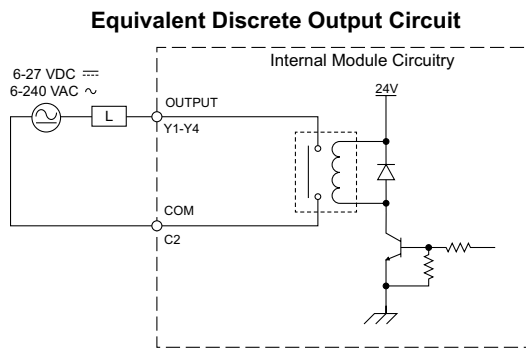 Equivalent Discrete Output Circuit
Internal Module Circuitry
6-27 VDC ⎓
6-240 VAC ∿
24V
L
OUTPUT
Y1-Y4
COM
C2